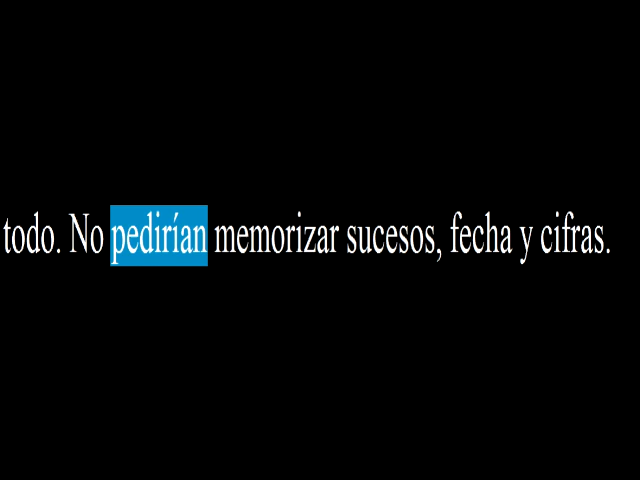 todo. No pedirían memorizar sucesos, fecha y cifras.